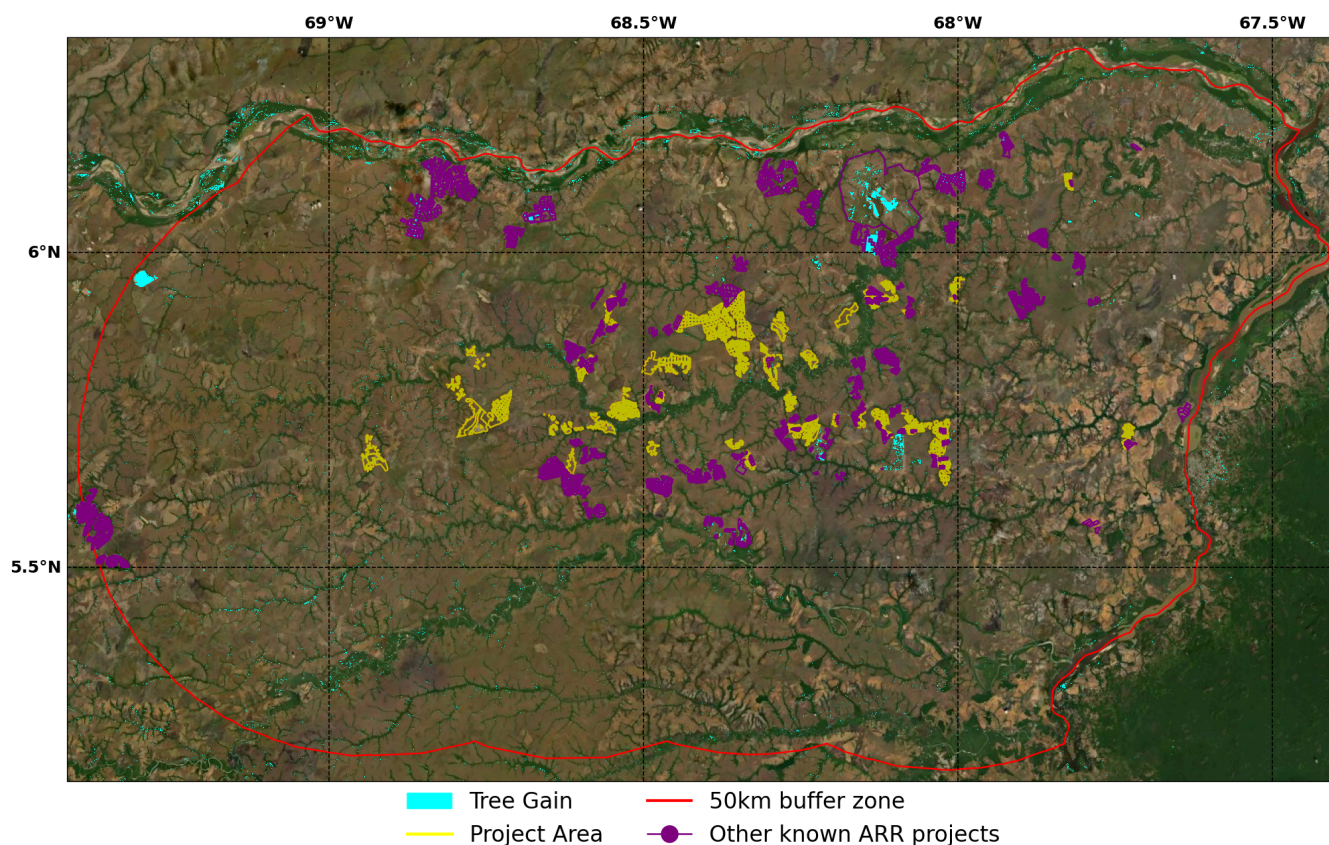 69°W 68.5°W 68°W 67.5°W
6°N
5.5°N
Tree Gain 50km buffer zone
Project Area Other known ARR projects